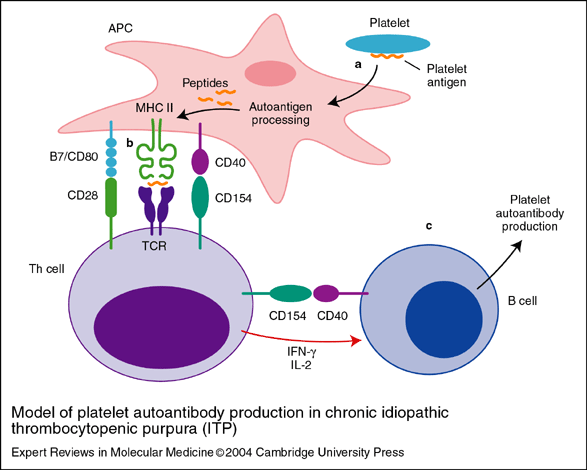 APC
Platelet
a
Platelet
antigen
Peptides
MHC II
Autoantigen
processing
b
B7/CD80
CD28
CD40
CD154
TCR
Th cell
c
Platelet
autoantibody
production
B cell
CD154
CD40
IFN-γ
IL-2
Model of platelet autoantibody production in chronic idiopathic
thrombocytopenic purpura (ITP)
Expert Reviews in Molecular Medicine ©2004 Cambridge University Press